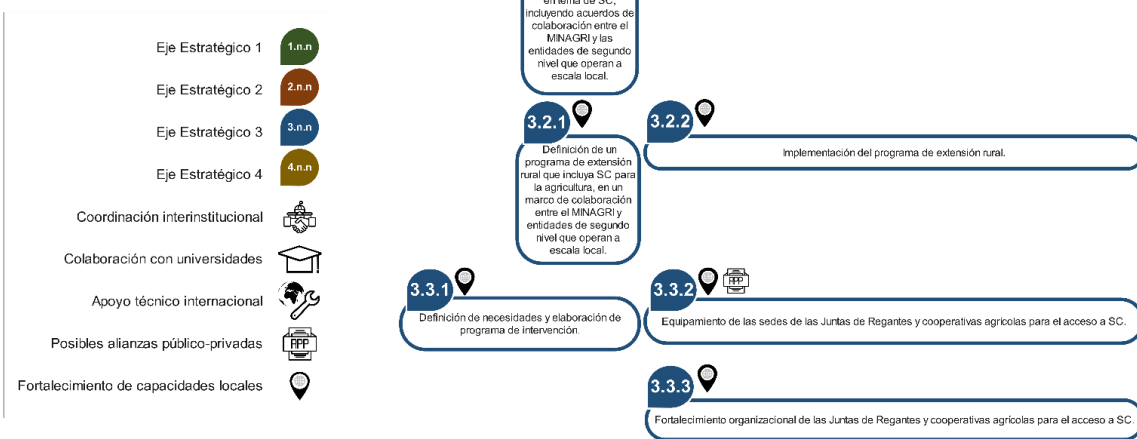 en tema de SC,
incluyendo acuerdos de
colaboración entre el
MINAGRI y las
entidades de segundo
nivel que operan a
escala local.
Eje Estratégico 1
1.n.n
Eje Estratégico 2
2.n.n
Eje Estratégico 3
3.n.n
Eje Estratégico 4
4.n.n
Coordinación interinstitucional
Colaboración con universidades
Apoyo técnico internacional
Posibles alianzas público-privadas
APP
Fortalecimiento de capacidades locales
3.2.1
Definición de un
programa de extensión
rural que incluya SC para
la agricultura, en un
marco de colaboración
entre el MINAGRI y
entidades de segundo
nivel que operan a
escala local.
3.2.2
Implementación del programa de extensión rural.
3.3.1
Definición de necesidades y elaboración de
programa de intervención.
3.3.2
APP
Equipamiento de las sedes de las Juntas de Regantes y cooperativas agrícolas para el acceso a SC.
3.3.3
Fortalecimiento organizacional de las Juntas de Regantes y cooperativas agrícolas para el acceso a SC.